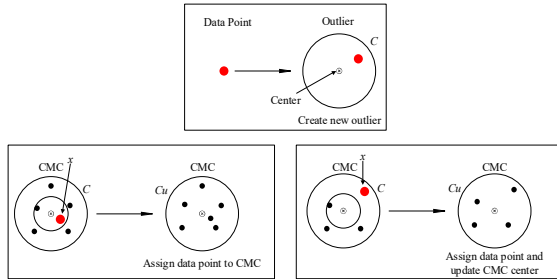 Data Point
Outlier
C
Center
Create new outlier
x
CMC
C
CMC
Cu
Assign data point to CMC
x
CMC
C
CMC
Cu
Assign data point and
update CMC center